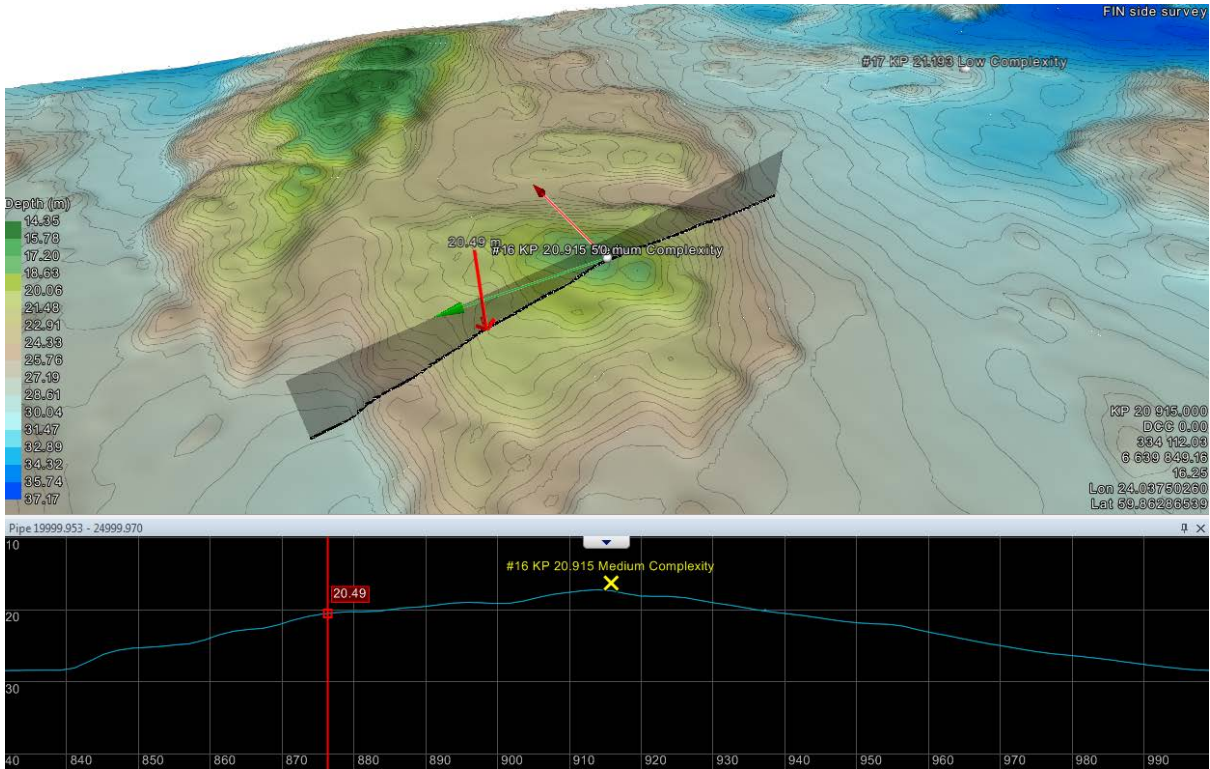 FIN side survey
#17 KP 21.193 Low Complexity
Depth (m)
14.35
15.78
17.20
18.63
20.06
21.48
22.91
24.33
25.76
27.19
28.61
30.04
31.47
32.89
34.32
35.74
37.17
20.49 m
#16 KP 20.915 Complexity
KP 20 915.000
DCC 0.00
334 112.03
6 639 849.16
16.25
Lon 24.03750260
Lat 59.86286539
Pipe 19999.953 - 24999.970
10
#16 KP 20.915 Medium Complexity
20.49
20
30
40 840 850 860 870 880 890 900 910 920 930 940 950 960 970 980 990